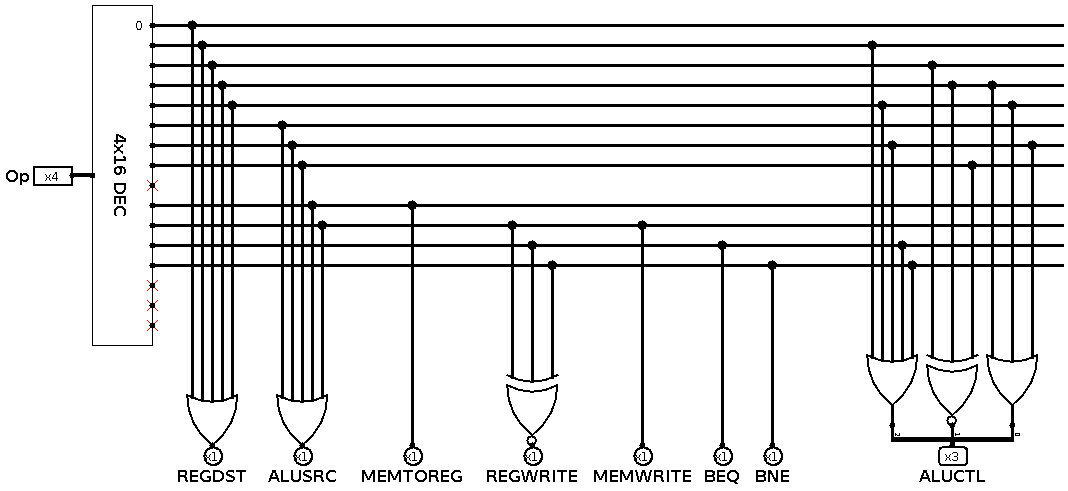 0
4x16 DEC
Op x4
x1 x1 x1 x1 x1 x1 x1 x3
REGDST ALUSRC MEMTOREG REGWRITE MEMWRITE BEQ BNE ALUCTL